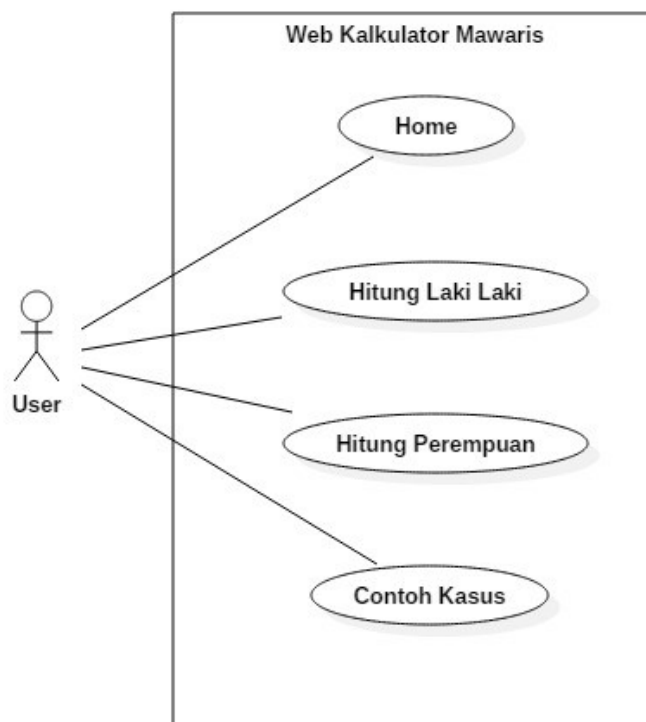 Web Kalkulator Mawaris
Home
Hitung Laki Laki
User
Hitung Perempuan
Contoh Kasus